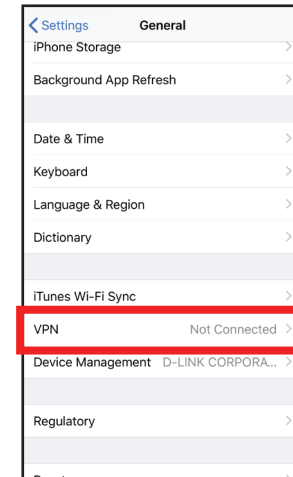 Settings General
iPhone Storage
Background App Refresh
Date & Time
Keyboard
Language & Region
Dictionary
iTunes Wi-Fi Sync
VPN Not Connected
Device Management D-LINK CORPORA...
Regulatory